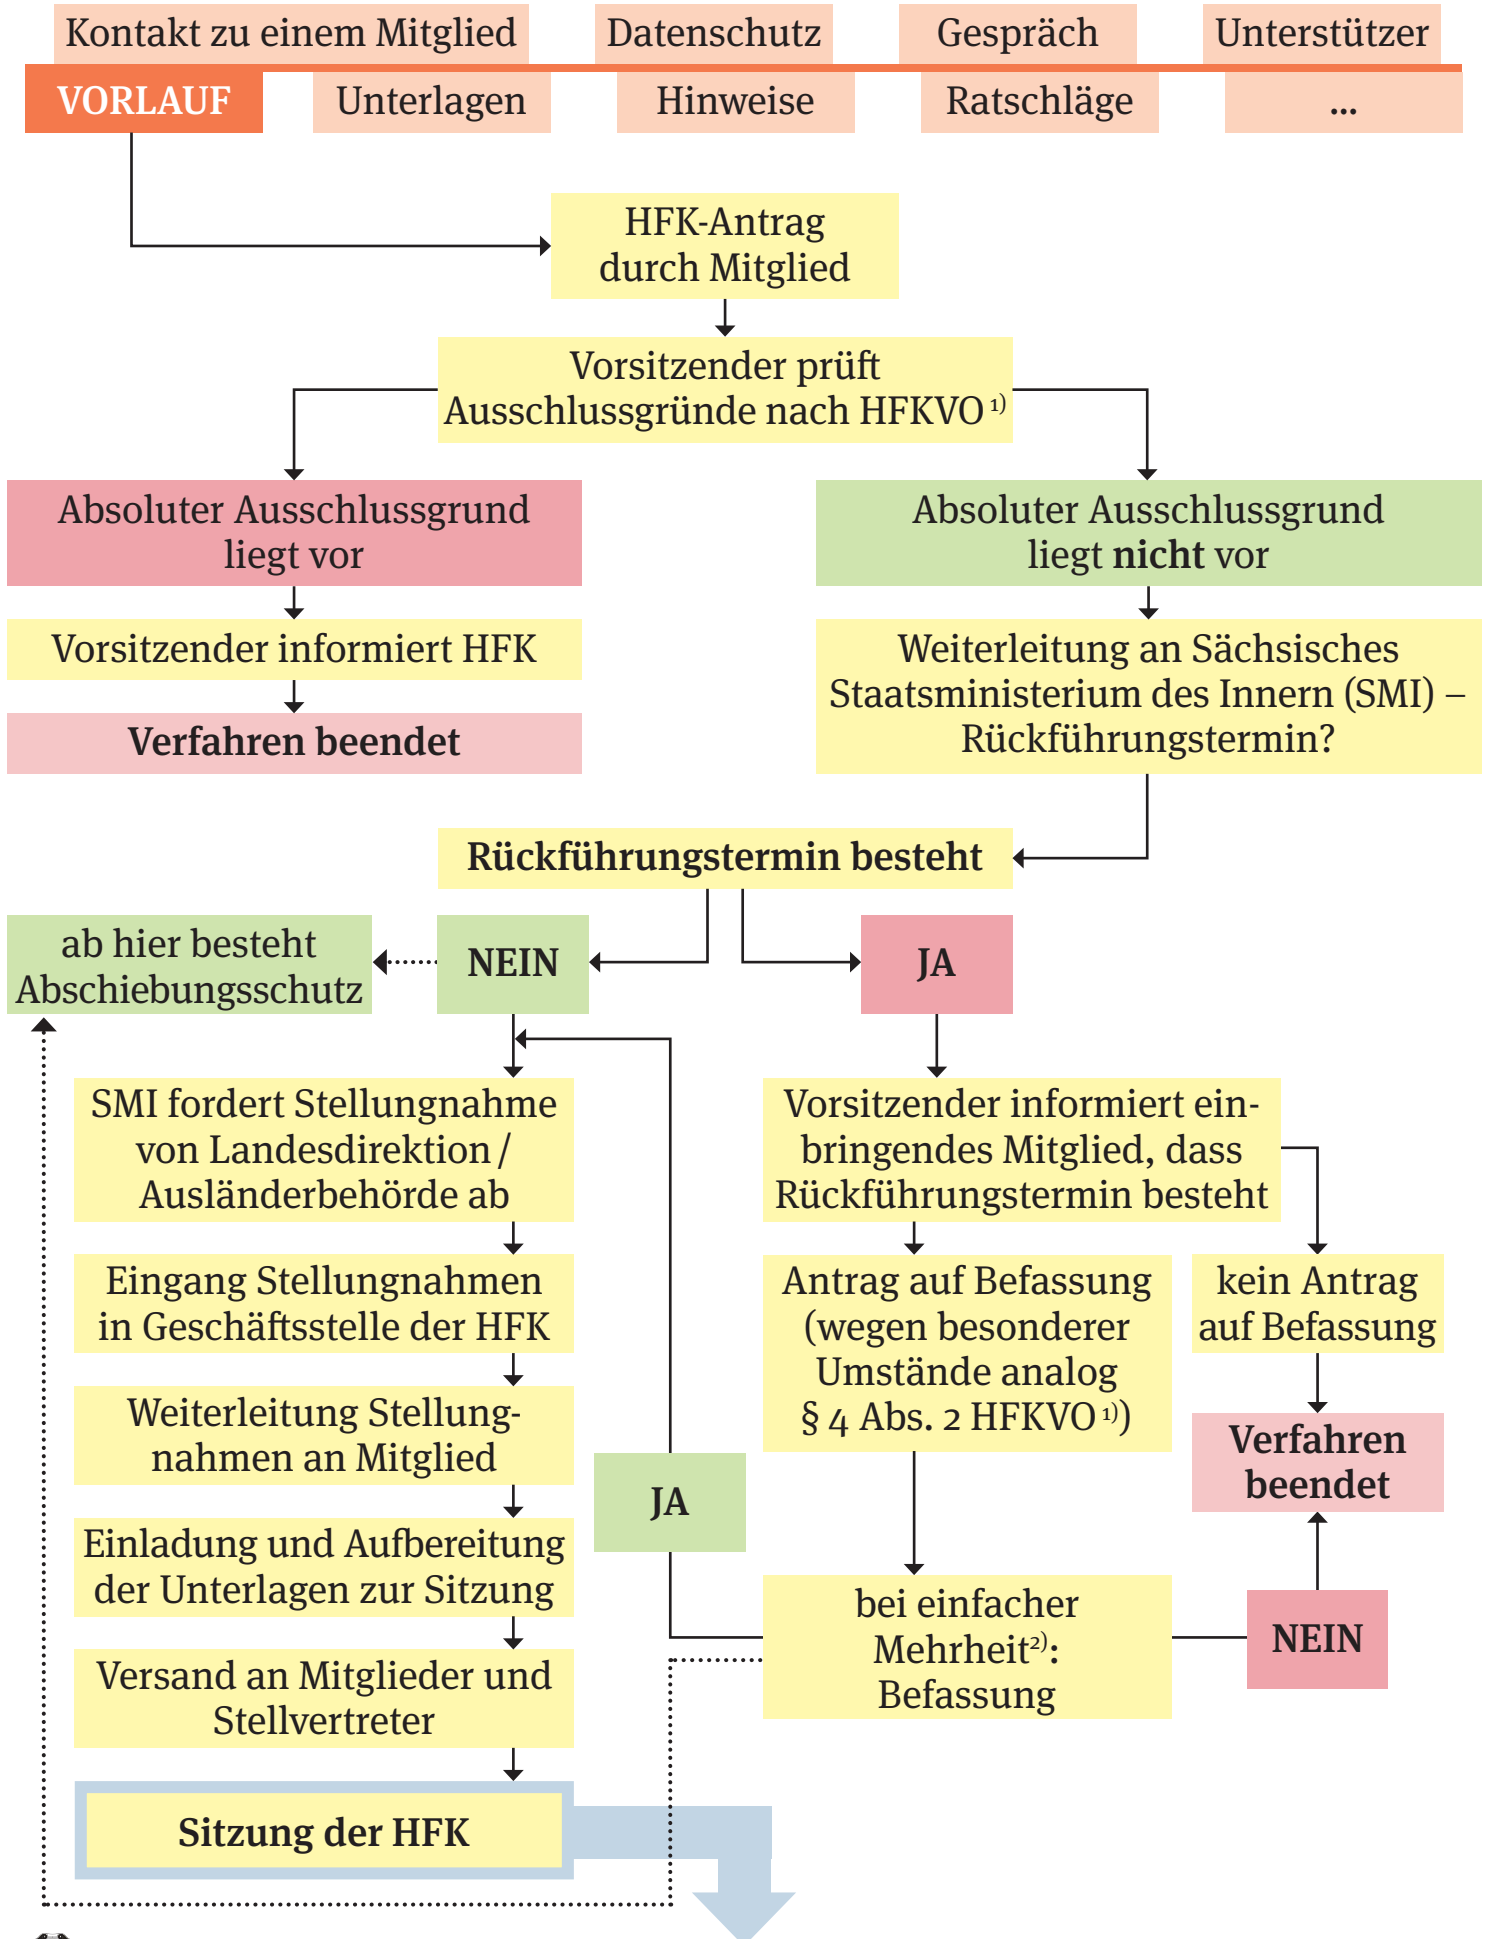 Kontakt zu einem Mitglied
Datenschutz
Gespräch
Unterstützer
VORLAUF
Unterlagen
Hinweise
Ratschläge
...
HFK-Antrag
durch Mitglied
Vorsitzender prüft
Ausschlussgründe nach HFKVO 1)
Absoluter Ausschlussgrund
liegt vor
Absoluter Ausschlussgrund
liegt nicht vor
Vorsitzender informiert HFK
Verfahren beendet
Weiterleitung an Sächsisches
Staatsministerium des Innern (SMI) –
Rückführungstermin?
Rückführungstermin besteht
ab hier besteht
Abschiebungsschutz
NEIN
JA
SMI fordert Stellungnahme
von Landesdirektion /
Ausländerbehörde ab
Eingang Stellungnahmen
in Geschäftsstelle der HFK
Weiterleitung Stellung-
nahmen an Mitglied
Einladung und Aufbereitung
der Unterlagen zur Sitzung
Versand an Mitglieder und
Stellvertreter
Sitzung der HFK
Vorsitzender informiert ein-
bringendes Mitglied, dass
Rückführungstermin besteht
Antrag auf Befassung
(wegen besonderer
Umstände analog
§ 4 Abs. 2 HFKVO 1))
kein Antrag
auf Befassung
Verfahren
beendet
JA
bei einfacher
Mehrheit2):
Befassung
NEIN